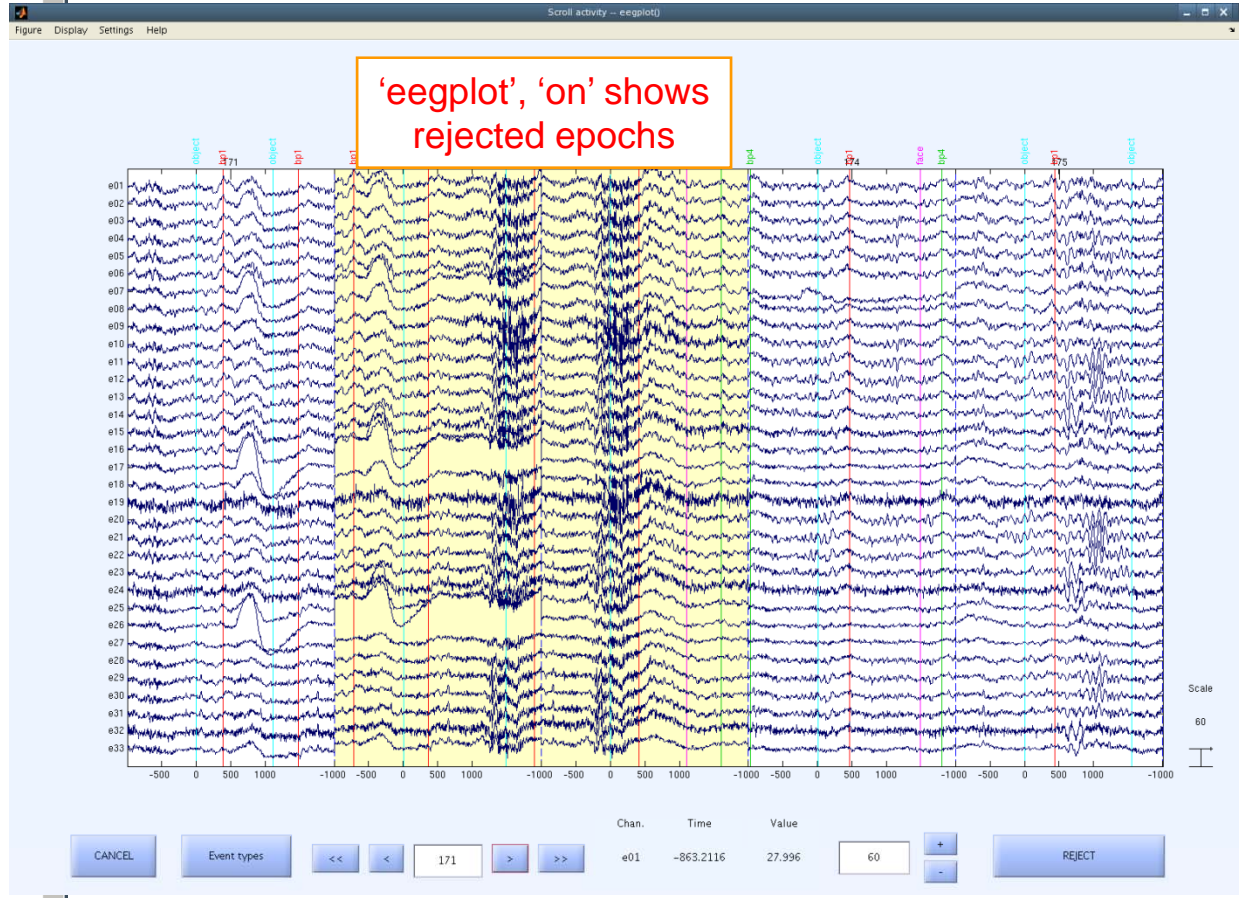 Scroll activity -- eegplot()
Figure Display Settings Help
‘eegplot’, ‘on’ shows
rejected epochs
object bp1 object bp1 bp1 bp4 object bp1 face bp4 object bp1 object
171 174 175
e01
e02
e03
e04
e05
e06
e07
e08
e09
e10
e11
e12
e13
e14
e15
e16
e17
e18
e19
e20
e21
e22
e23
e24
e25
e26
e27
e28
e29
e30
e31
e32
e33
Scale
60
-500 0 500 1000 -1000 -500 0 500 1000 -1000 -500 0 500 1000 -1000 -500 0 500 1000 -1000 -500 0 500 1000 -1000
Chan. Time Value
CANCEL Event types << < 171 > >> e01 -863.2116 27.996 60 + - REJECT